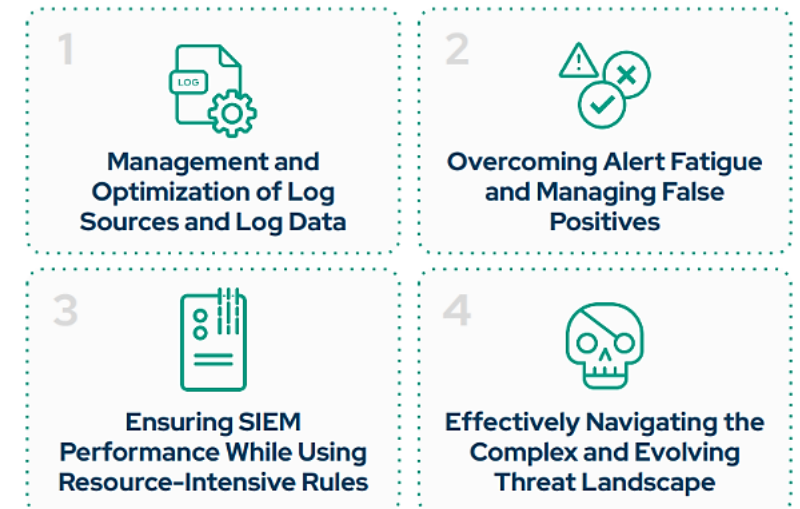 1
LOG
Management and
Optimization of Log
Sources and Log Data
2
Overcoming Alert Fatigue
and Managing False
Positives
3
Ensuring SIEM
Performance While Using
Resource-Intensive Rules
4
Effectively Navigating the
Complex and Evolving
Threat Landscape